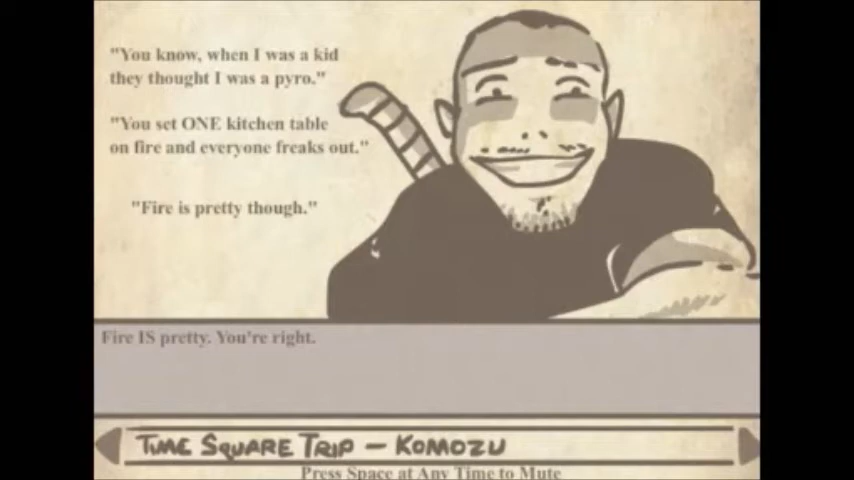 "You know, when I was a kid
they thought I was a pyro."
"You set ONE kitchen table
on fire and everyone freaks out."
"Fire is pretty though."
Fire IS pretty. You're right.
TIME SQUARE TRIP – KOMOZU
Press Space at Any Time to Mute